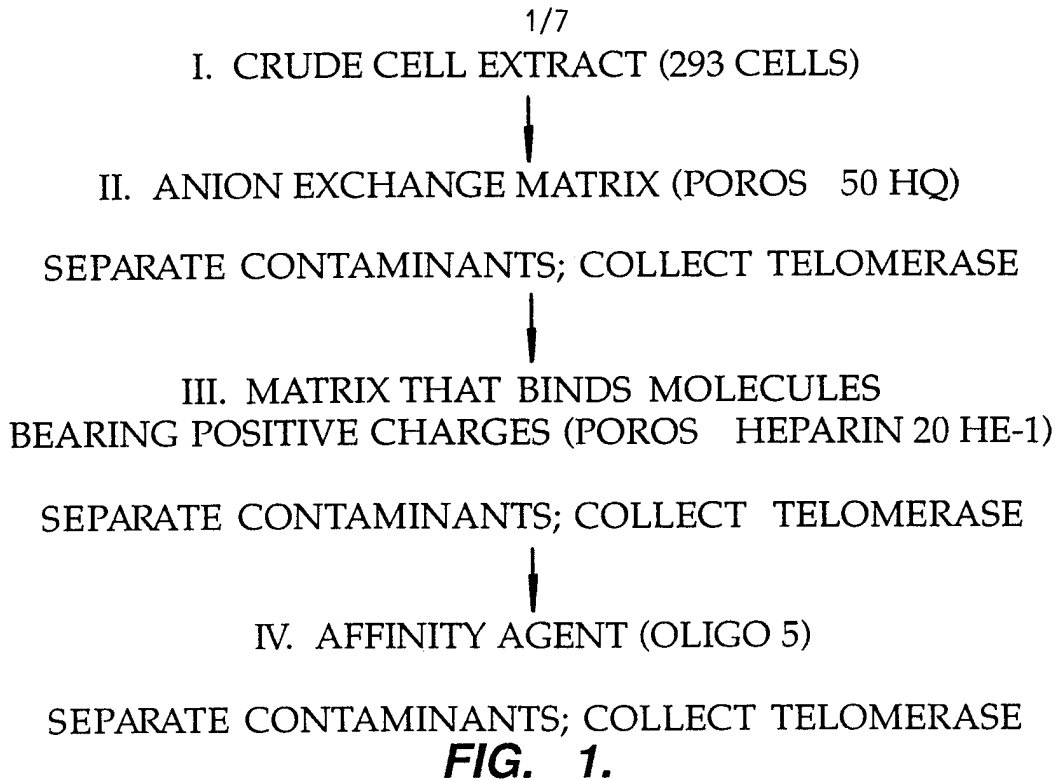 1/7
I. CRUDE CELL EXTRACT (293 CELLS)
II. ANION EXCHANGE MATRIX (POROS 50 HQ)
SEPARATE CONTAMINANTS; COLLECT TELOMERASE
III. MATRIX THAT BINDS MOLECULES
BEARING POSITIVE CHARGES (POROS HEPARIN 20 HE-1)
SEPARATE CONTAMINANTS; COLLECT TELOMERASE
IV. AFFINITY AGENT (OLIGO 5)
SEPARATE CONTAMINANTS; COLLECT TELOMERASE
FIG. 1.